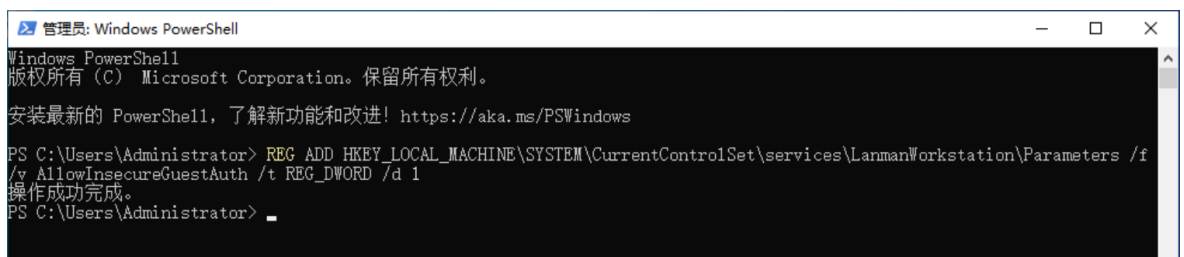 管理员: Windows PowerShell
Windows PowerShell
版权所有 (C) Microsoft Corporation。保留所有权利。
安装最新的 PowerShell，了解新功能和改进！https://aka.ms/PSWindows
PS C:\Users\Administrator> REG ADD HKEY_LOCAL_MACHINE\SYSTEM\CurrentControlSet\services\LanmanWorkstation\Parameters /f
/v AllowInsecureGuestAuth /t REG_DWORD /d 1
操作成功完成。
PS C:\Users\Administrator>